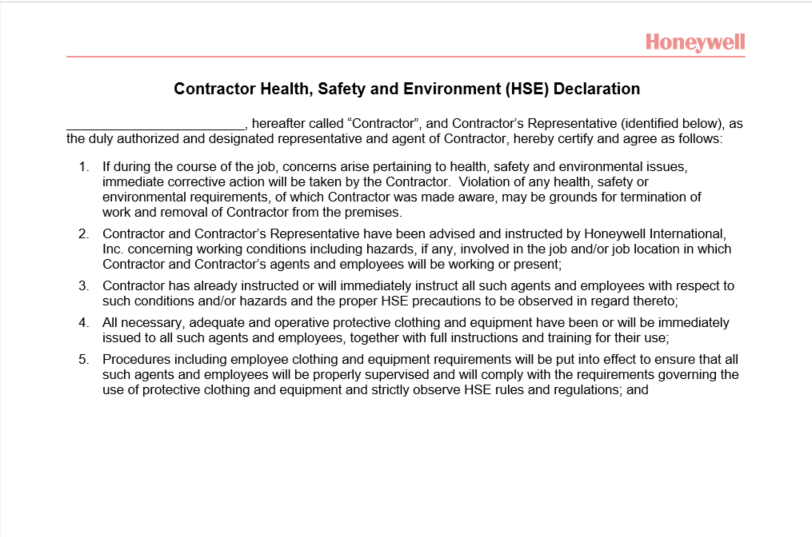 Honeywell
Contractor Health, Safety and Environment (HSE) Declaration
________________________, hereafter called “Contractor”, and Contractor’s Representative (identified below), as
the duly authorized and designated representative and agent of Contractor, hereby certify and agree as follows:
1. If during the course of the job, concerns arise pertaining to health, safety and environmental issues,
immediate corrective action will be taken by the Contractor.  Violation of any health, safety or
environmental requirements, of which Contractor was made aware, may be grounds for termination of
work and removal of Contractor from the premises.
2. Contractor and Contractor’s Representative have been advised and instructed by Honeywell International,
Inc. concerning working conditions including hazards, if any, involved in the job and/or job location in which
Contractor and Contractor’s agents and employees will be working or present;
3. Contractor has already instructed or will immediately instruct all such agents and employees with respect to
such conditions and/or hazards and the proper HSE precautions to be observed in regard thereto;
4. All necessary, adequate and operative protective clothing and equipment have been or will be immediately
issued to all such agents and employees, together with full instructions and training for their use;
5. Procedures including employee clothing and equipment requirements will be put into effect to ensure that all
such agents and employees will be properly supervised and will comply with the requirements governing the
use of protective clothing and equipment and strictly observe HSE rules and regulations; and